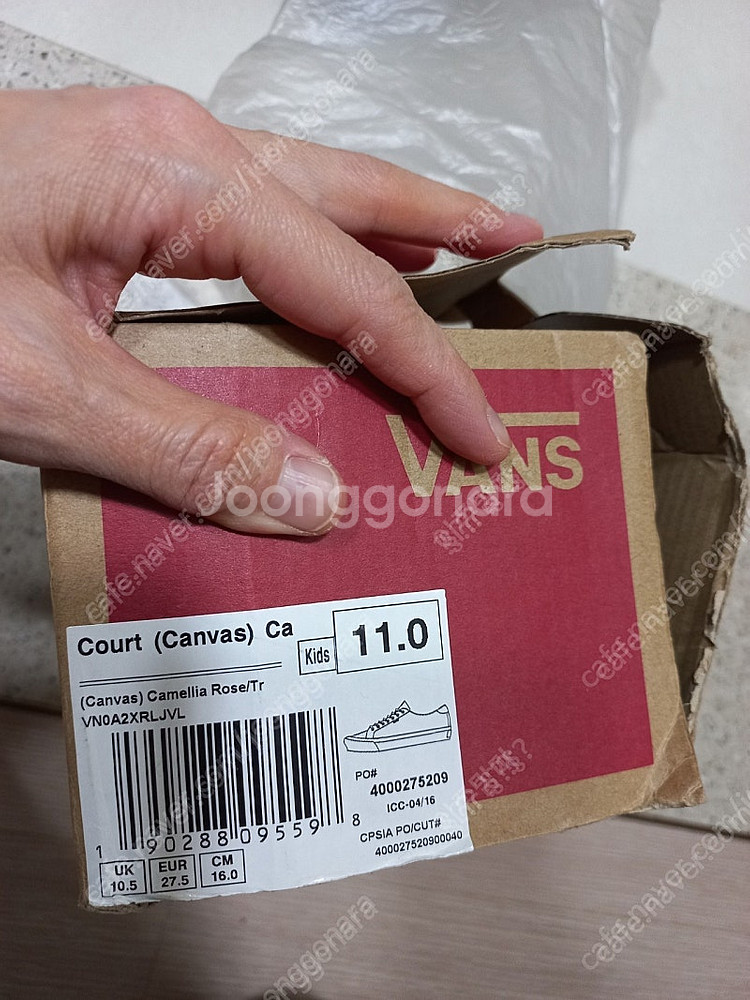 VANS
Joonggonara
Court (Canvas) Ca
Kids
11.0
(Canvas) Camellia Rose/Tr
VN0A2XRLJVL
PO#
4000275209
ICC-04/16
CPSIA PO/CUT#
400027520900040
1 90288 09559 8
UK
10.5
EUR
27.5
CM
16.0
cafe.naver.com/joonggonara